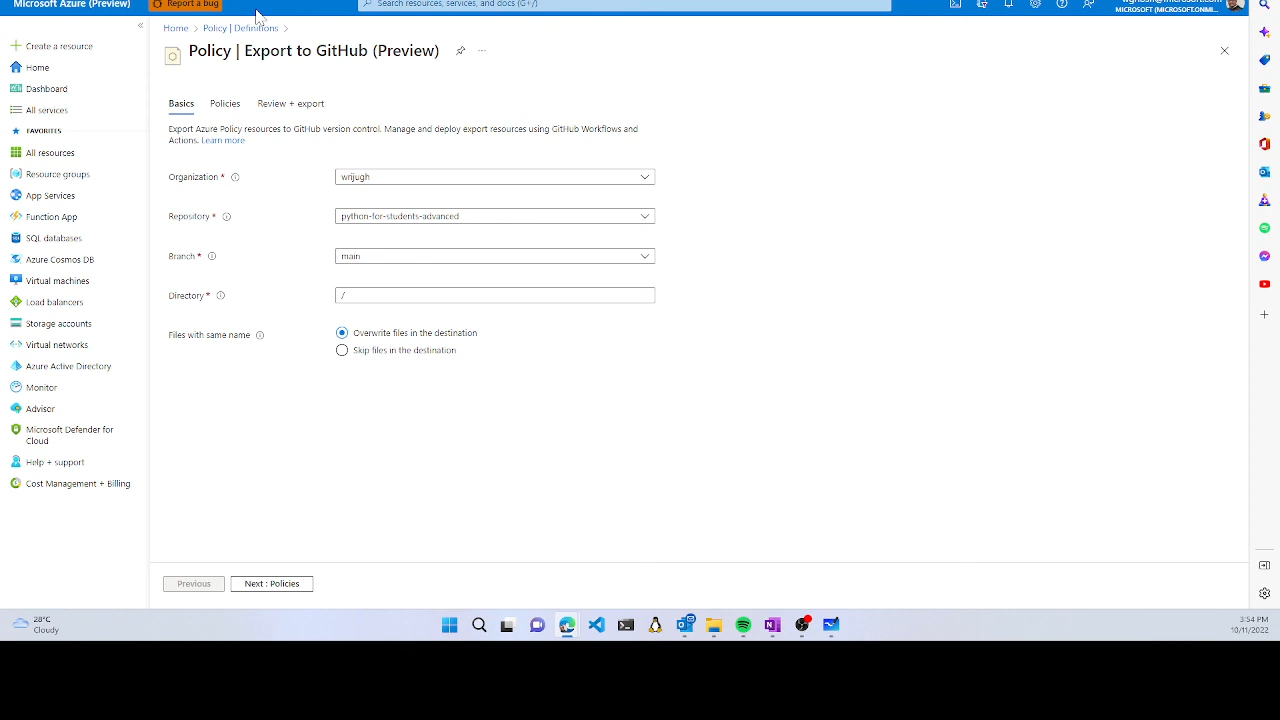 Microsoft Azure (Preview)
Report a bug
Search resources, services, and docs (G+/)
MICROSOFT (MICROSOFT.ONMI...
Home > Policy | Definitions >
Policy | Export to GitHub (Preview)
Create a resource
Home
Dashboard
All services
FAVORITES
All resources
Resource groups
App Services
Function App
SQL databases
Azure Cosmos DB
Virtual machines
Load balancers
Storage accounts
Virtual networks
Azure Active Directory
Monitor
Advisor
Microsoft Defender for
Cloud
Help + support
Cost Management + Billing
Basics Policies Review + export
Export Azure Policy resources to GitHub version control. Manage and deploy export resources using GitHub Workflows and
Actions. Learn more
Organization * wrijugh
Repository * python-for-students-advanced
Branch * main
Directory * /
Files with same name Overwrite files in the destination
Skip files in the destination
Previous Next : Policies
28°C
Cloudy
3:54 PM
10/11/2022